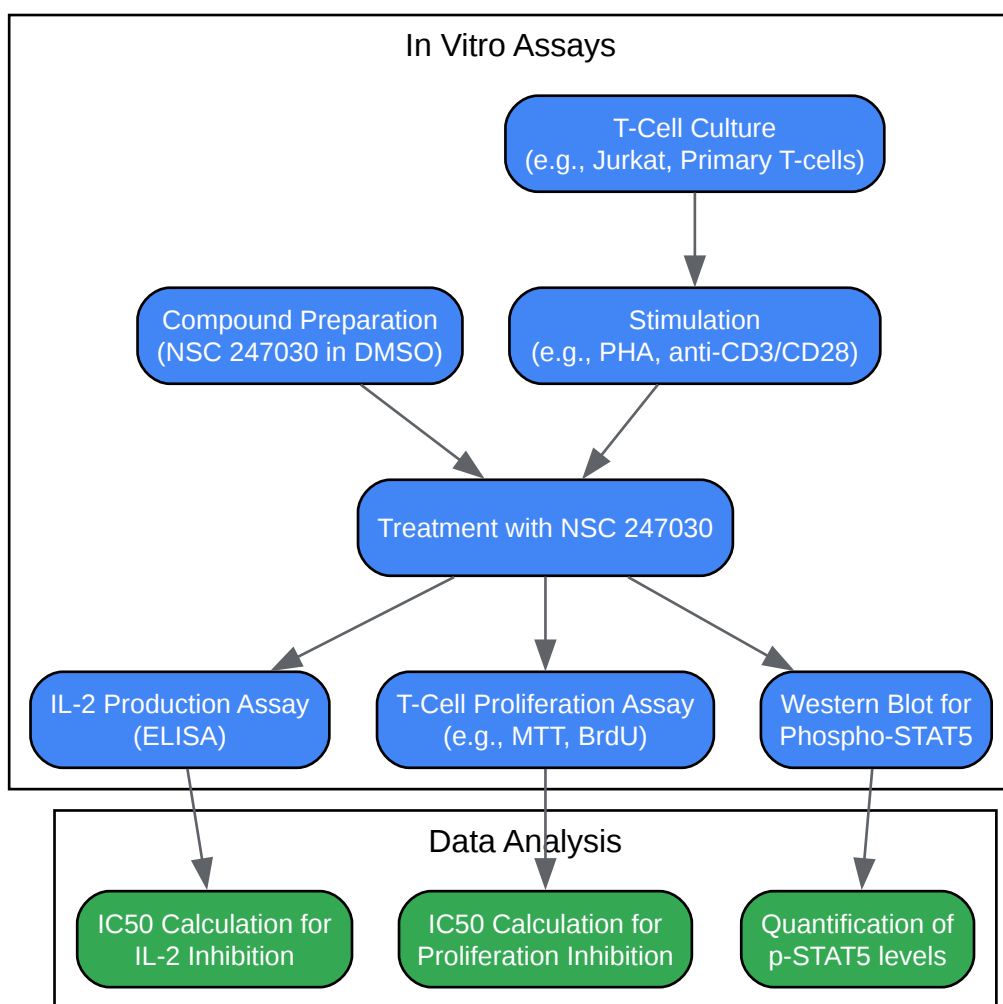 In Vitro Assays
T-Cell Culture
(e.g., Jurkat, Primary T-cells)
Compound Preparation
(NSC 247030 in DMSO)
Stimulation
(e.g., PHA, anti-CD3/CD28)
Treatment with NSC 247030
IL-2 Production Assay
(ELISA)
T-Cell Proliferation Assay
(e.g., MTT, BrdU)
Western Blot for
Phospho-STAT5
Data Analysis
IC50 Calculation for
IL-2 Inhibition
IC50 Calculation for
Proliferation Inhibition
Quantification of
p-STAT5 levels